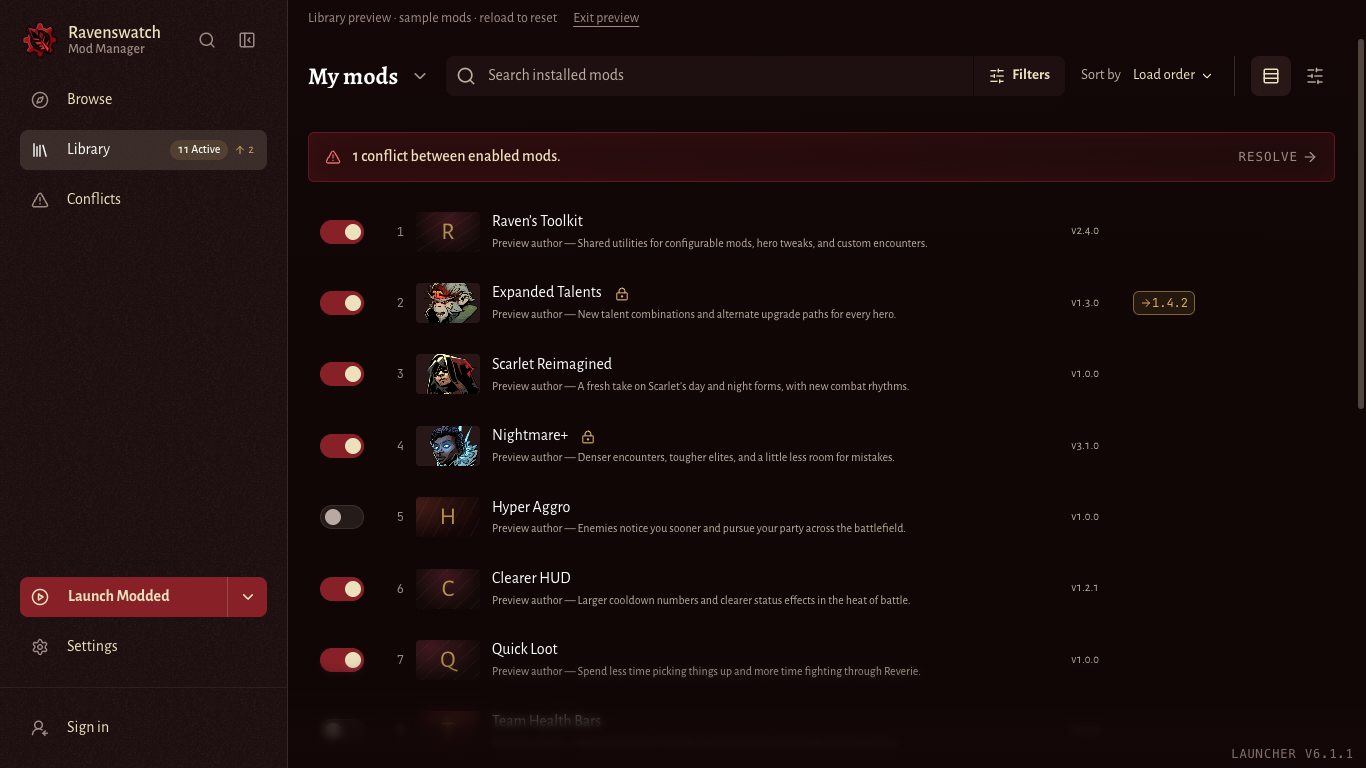 Ravenswatch
Mod Manager
Browse
Library 11 Active 2
Conflicts
Launch Modded
Settings
Sign in
Library preview · sample mods · reload to reset Exit preview
My mods Search installed mods Filters Sort by Load order
1 conflict between enabled mods. RESOLVE
1 R Raven's Toolkit v2.4.0
Preview author — Shared utilities for configurable mods, hero tweaks, and custom encounters.
2 Expanded Talents v1.3.0 →1.4.2
Preview author — New talent combinations and alternate upgrade paths for every hero.
3 Scarlet Reimagined v1.0.0
Preview author — A fresh take on Scarlet's day and night forms, with new combat rhythms.
4 Nightmare+ v3.1.0
Preview author — Denser encounters, tougher elites, and a little less room for mistakes.
5 H Hyper Aggro v1.0.0
Preview author — Enemies notice you sooner and pursue your party across the battlefield.
6 C Clearer HUD v1.2.1
Preview author — Larger cooldown numbers and clearer status effects in the heat of battle.
7 Q Quick Loot v1.0.0
Preview author — Spend less time picking things up and more time fighting through Reverie.
Team Health Bars
LAUNCHER V6.1.1